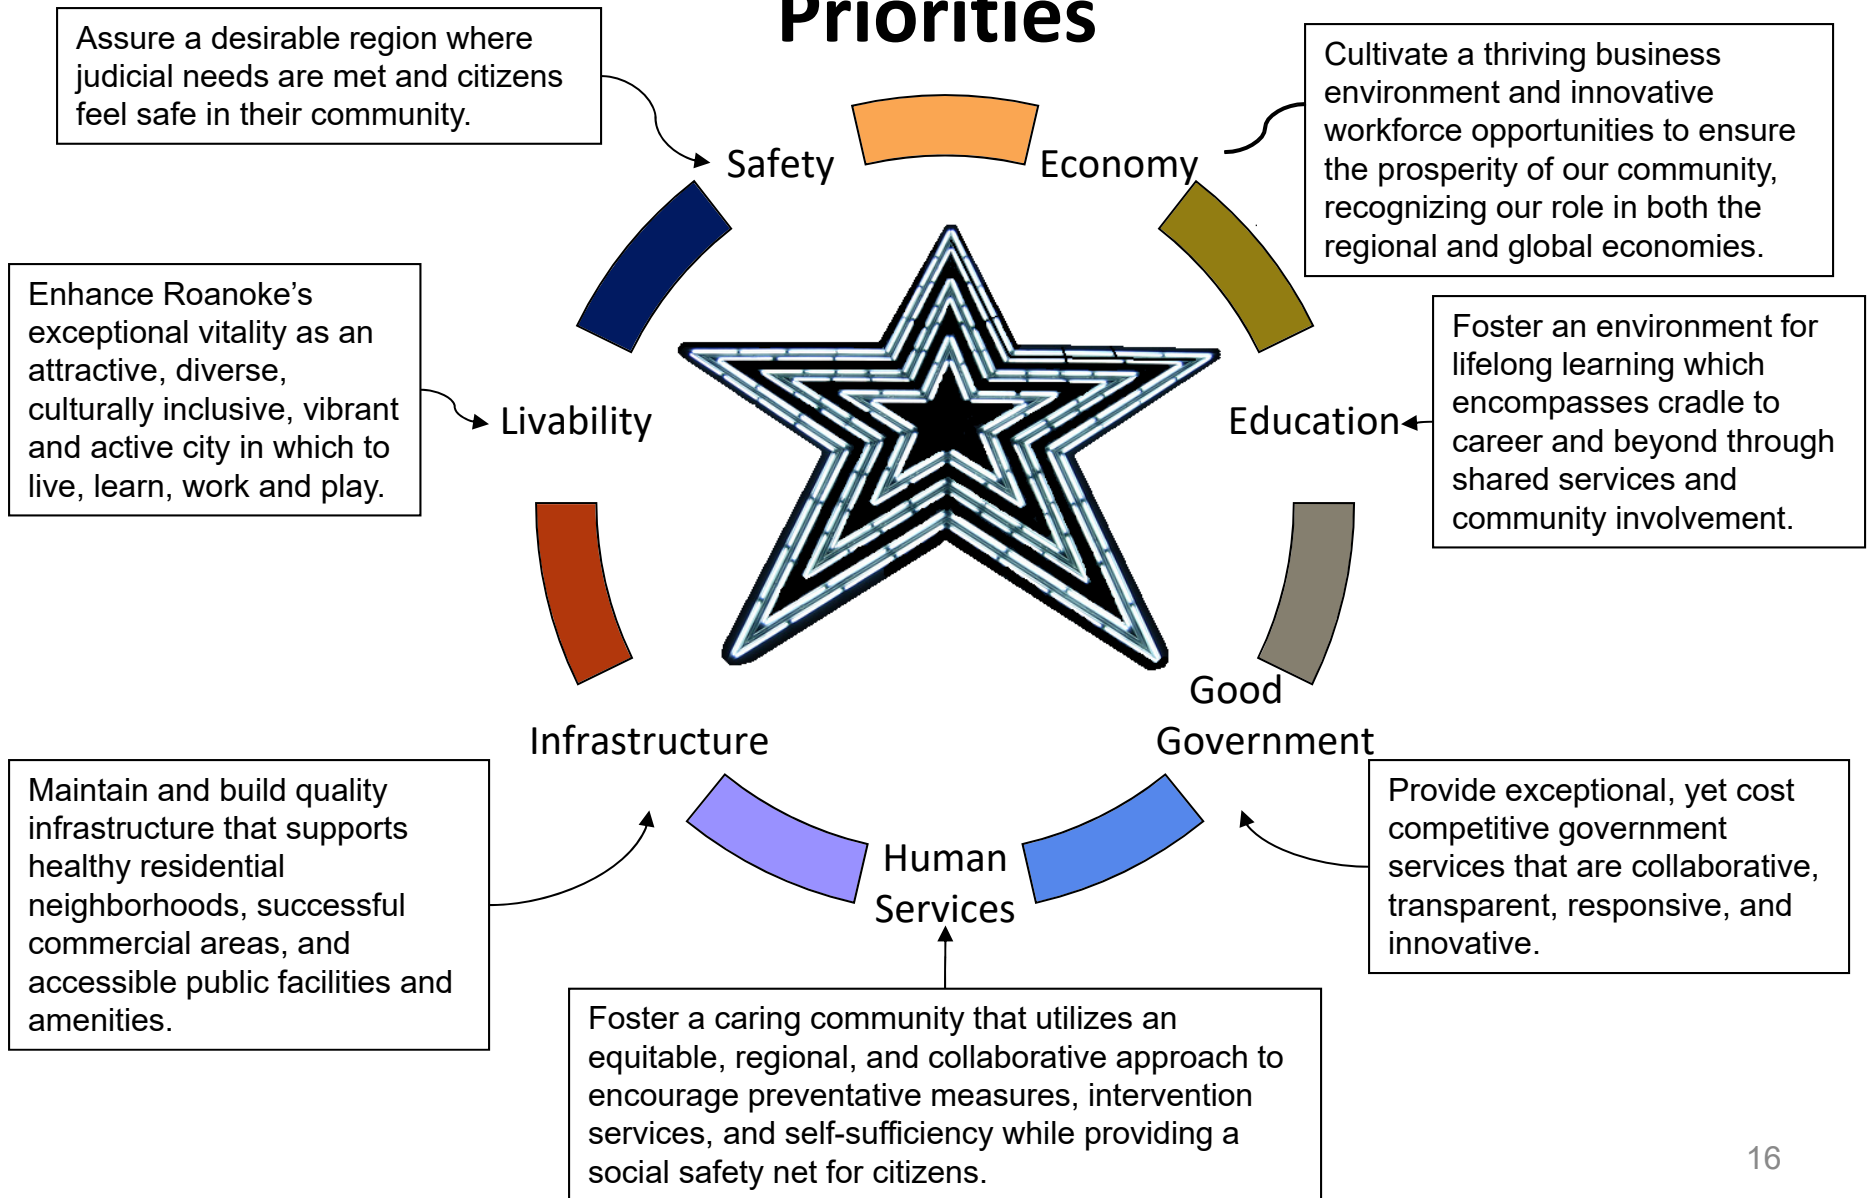 Priorities
Assure a desirable region where
judicial needs are met and citizens
feel safe in their community.
Safety
Economy
Cultivate a thriving business
environment and innovative
workforce opportunities to ensure
the prosperity of our community,
recognizing our role in both the
regional and global economies.
Enhance Roanoke’s
exceptional vitality as an
attractive, diverse,
culturally inclusive, vibrant
and active city in which to
live, learn, work and play.
Livability
Education
Foster an environment for
lifelong learning which
encompasses cradle to
career and beyond through
shared services and
community involvement.
Infrastructure
Good
Government
Maintain and build quality
infrastructure that supports
healthy residential
neighborhoods, successful
commercial areas, and
accessible public facilities and
amenities.
Human
Services
Provide exceptional, yet cost
competitive government
services that are collaborative,
transparent, responsive, and
innovative.
Foster a caring community that utilizes an
equitable, regional, and collaborative approach to
encourage preventative measures, intervention
services, and self-sufficiency while providing a
social safety net for citizens.
16